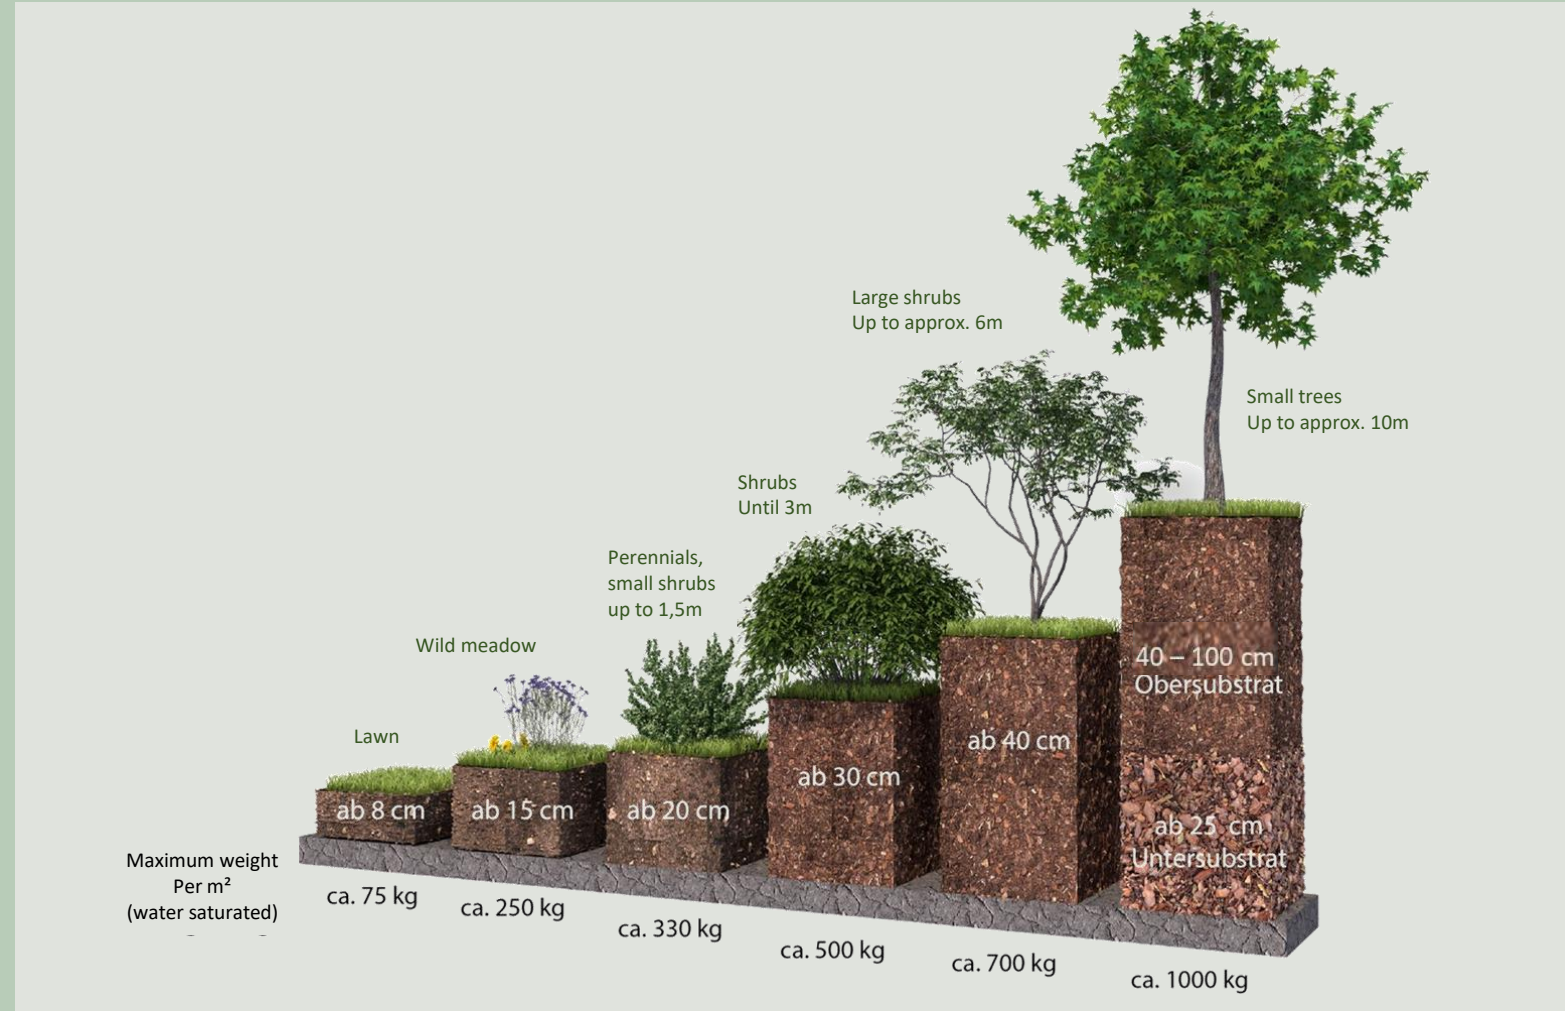 Large shrubs
Up to approx. 6m
Small trees
Up to approx. 10m
Shrubs
Until 3m
Perennials,
small shrubs
up to 1,5m
Wild meadow
Lawn
ab 8 cm
ab 15 cm
ab 20 cm
ab 30 cm
ab 40 cm
40 – 100 cm
Obersubstrat
ab 25 cm
Untersubstrat
Maximum weight
Per m²
(water saturated)
ca. 75 kg
ca. 250 kg
ca. 330 kg
ca. 500 kg
ca. 700 kg
ca. 1000 kg